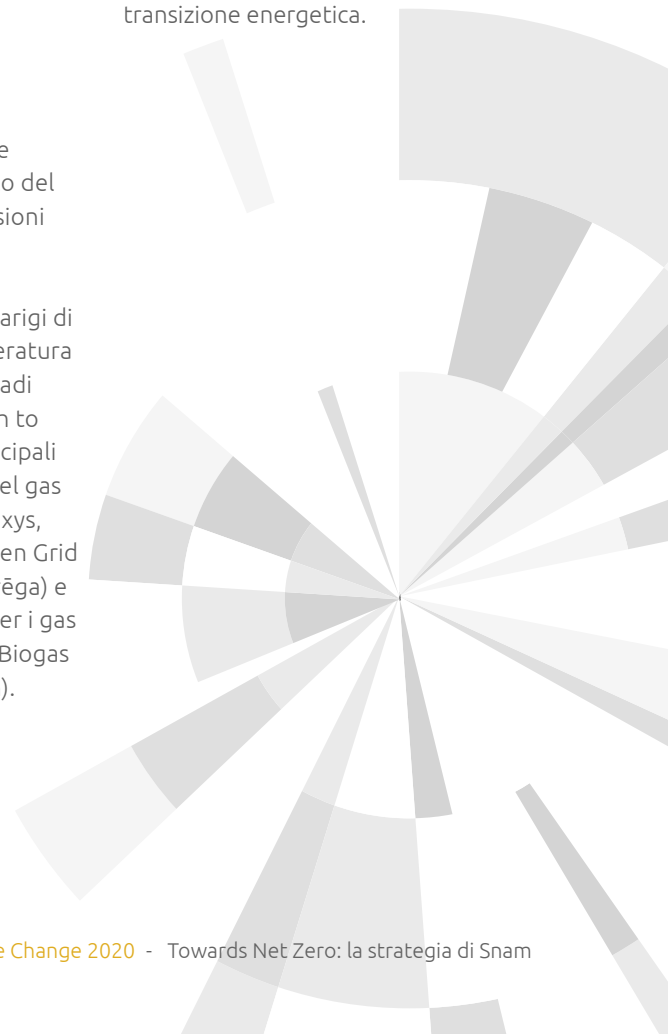 transizione energetica.
e
o del
sioni
arigi di
eratura
adi
n to
cipali
el gas
xys,
en Grid
ēga) e
er i gas
Biogas
).
e Change 2020 - Towards Net Zero: la strategia di Snam